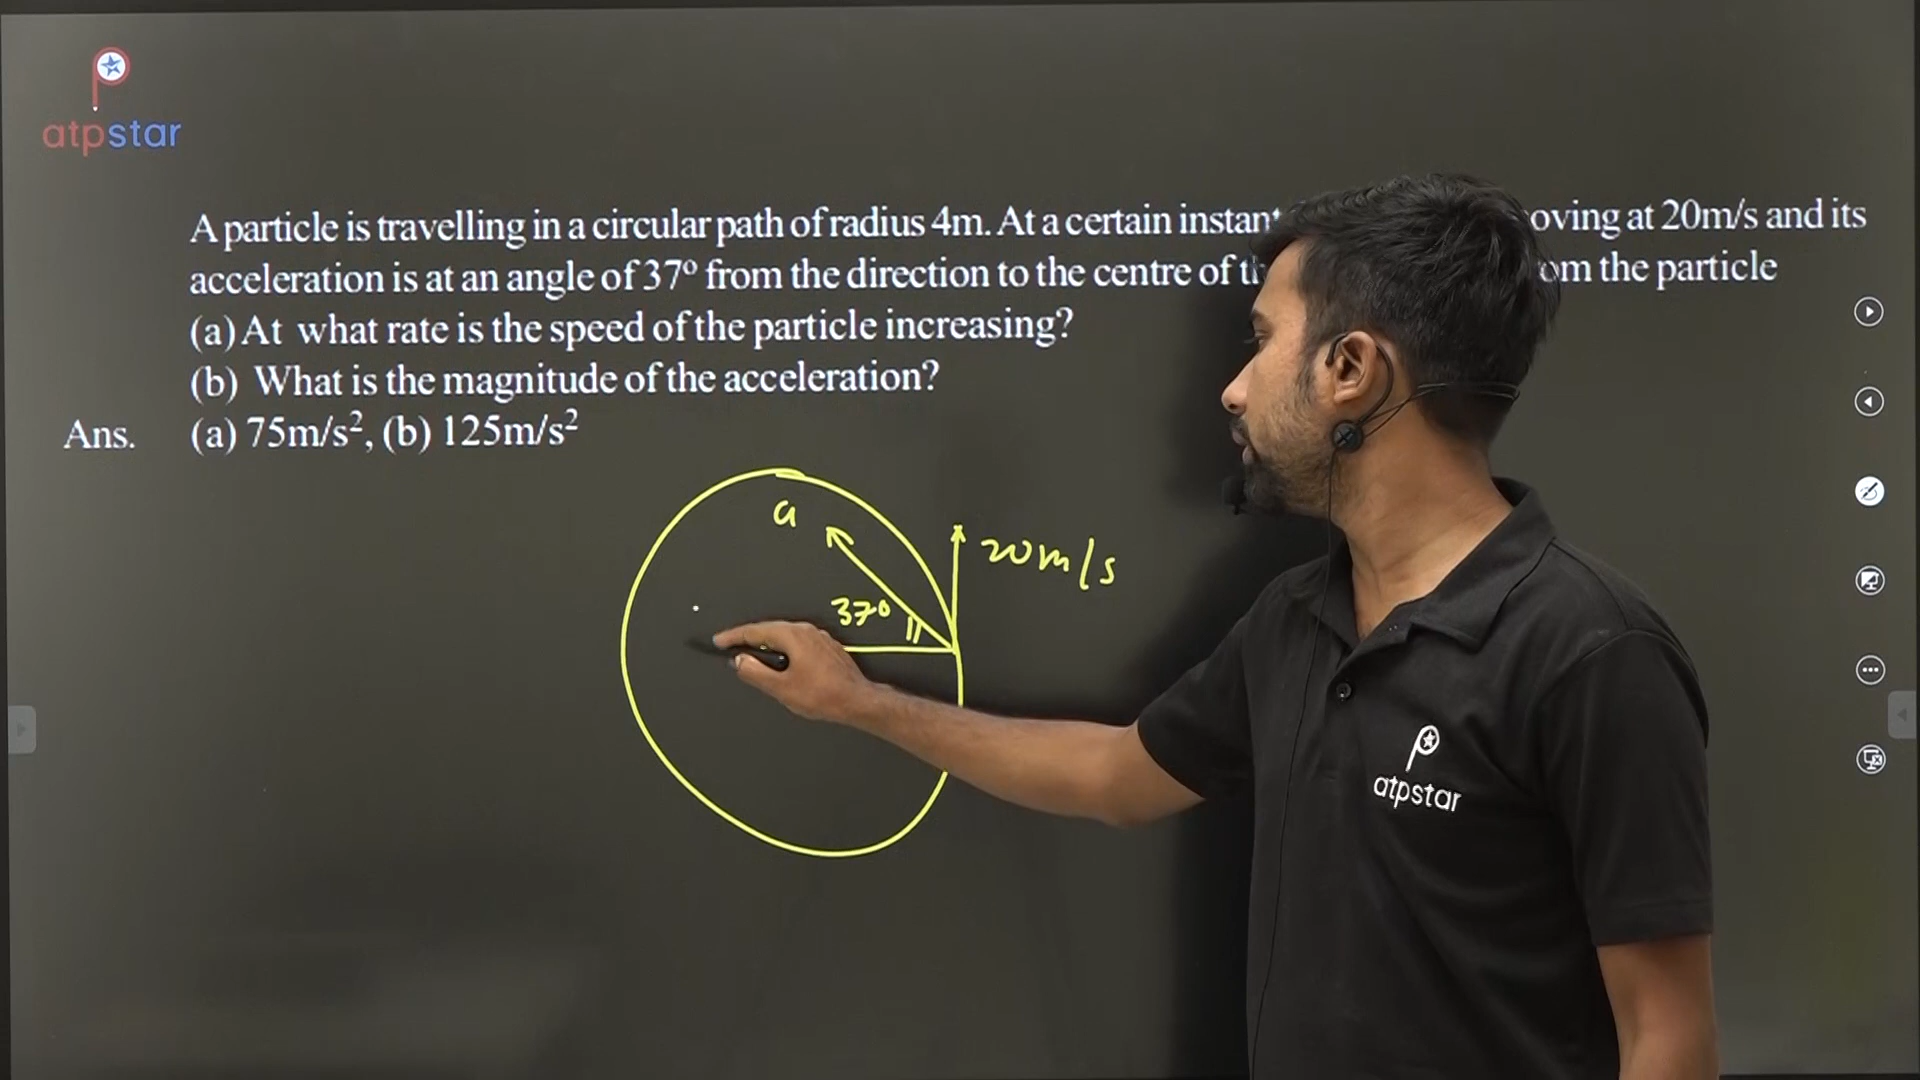 atpstar
A particle is travelling in a circular path of radius 4m. At a certain instant oving at 20m/s and its
acceleration is at an angle of 37º from the direction to the centre of om the particle
(a) At what rate is the speed of the particle increasing?
(b) What is the magnitude of the acceleration?
Ans. (a) 75m/s², (b) 125m/s²
a
20m/s
37º
atpstar